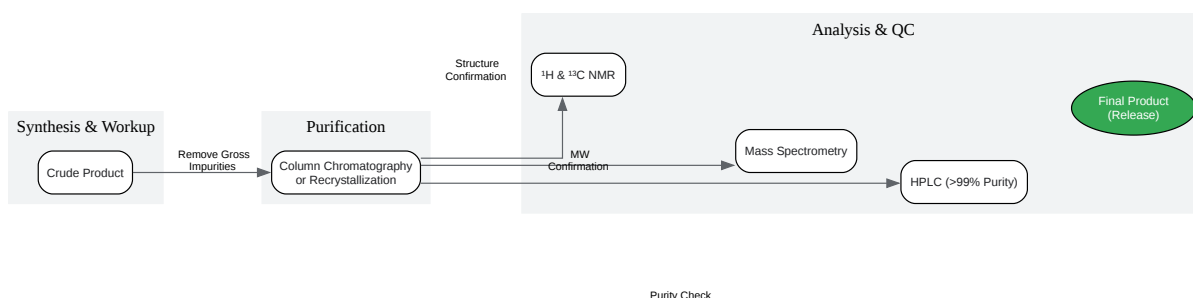 Analysis & QC
Structure
Confirmation
¹H & ¹³C NMR
Final Product
(Release)
Synthesis & Workup
Purification
Remove Gross
Impurities
Crude Product
Column Chromatography
or Recrystallization
MW
Confirmation
Mass Spectrometry
HPLC (>99% Purity)
Purity Check